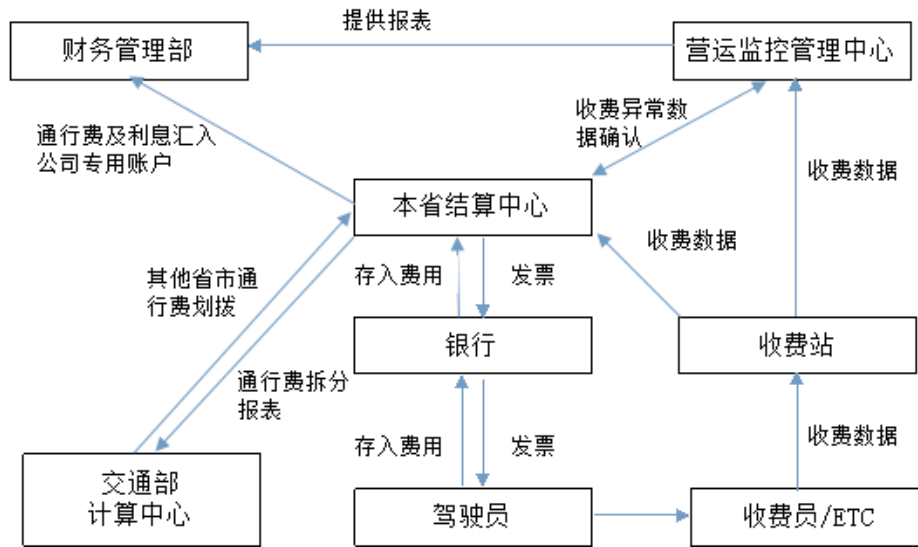 提供报表
财务管理部
营运监控管理中心
通行费及利息汇入
公司专用账户
收费异常数
据确认
收费数据
本省结算中心
收费数据
其他省市通
行费划拨
存入费用
发票
银行
收费站
通行费拆分
报表
存入费用
发票
收费数据
交通部
计算中心
驾驶员
收费员/ETC